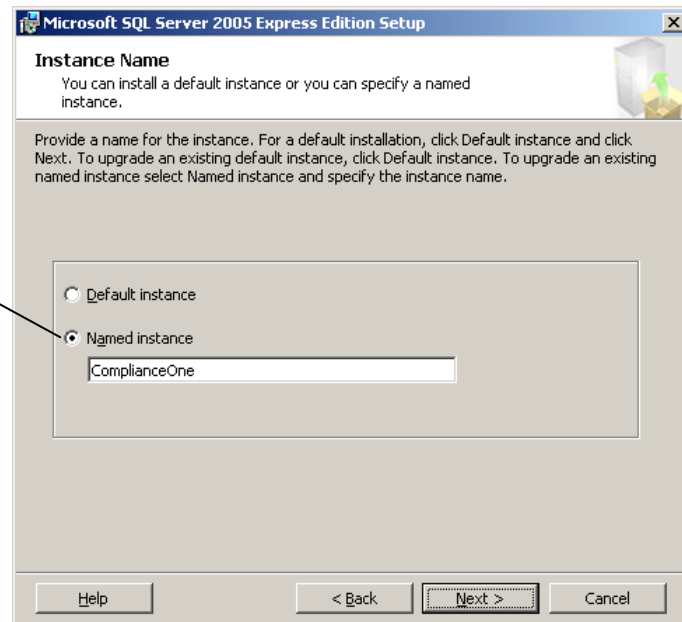 Microsoft SQL Server 2005 Express Edition Setup
Instance Name
You can install a default instance or you can specify a named
instance.
Provide a name for the instance. For a default installation, click Default instance and click
Next. To upgrade an existing default instance, click Default instance. To upgrade an existing
named instance select Named instance and specify the instance name.
Default instance
Named instance
ComplianceOne
Help
< Back
Next >
Cancel